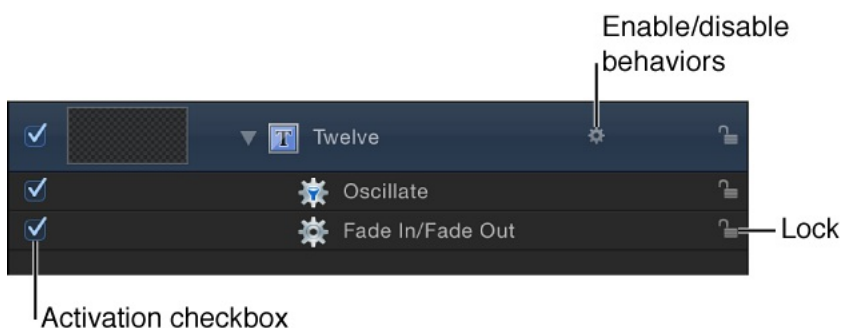 Enable/disable
behaviors
T Twelve
Oscillate
Fade In/Fade Out
Lock
Activation checkbox